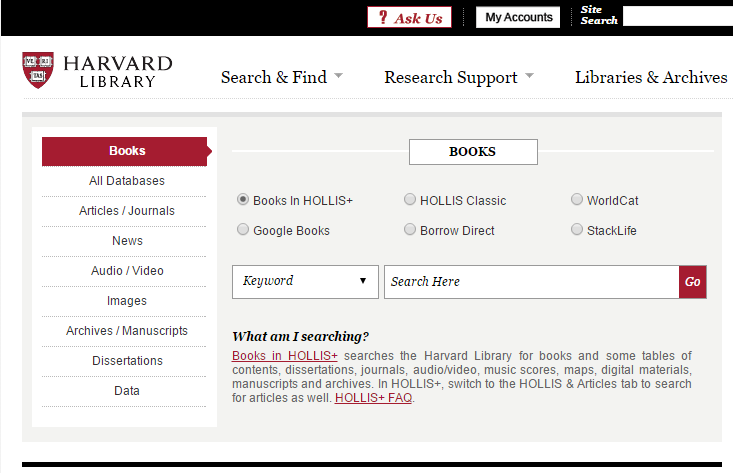 ? Ask Us
My Accounts
Site
Search
VE RI
TAS
HARVARD
LIBRARY
Search & Find
Research Support
Libraries & Archives
Books
All Databases
Articles / Journals
News
Audio / Video
Images
Archives / Manuscripts
Dissertations
Data
BOOKS
Books In HOLLIS+
HOLLIS Classic
WorldCat
Google Books
Borrow Direct
StackLife
Keyword
Search Here
Go
What am I searching?
Books in HOLLIS+ searches the Harvard Library for books and some tables of
contents, dissertations, journals, audio/video, music scores, maps, digital materials,
manuscripts and archives. In HOLLIS+, switch to the HOLLIS & Articles tab to search
for articles as well. HOLLIS+ FAQ.